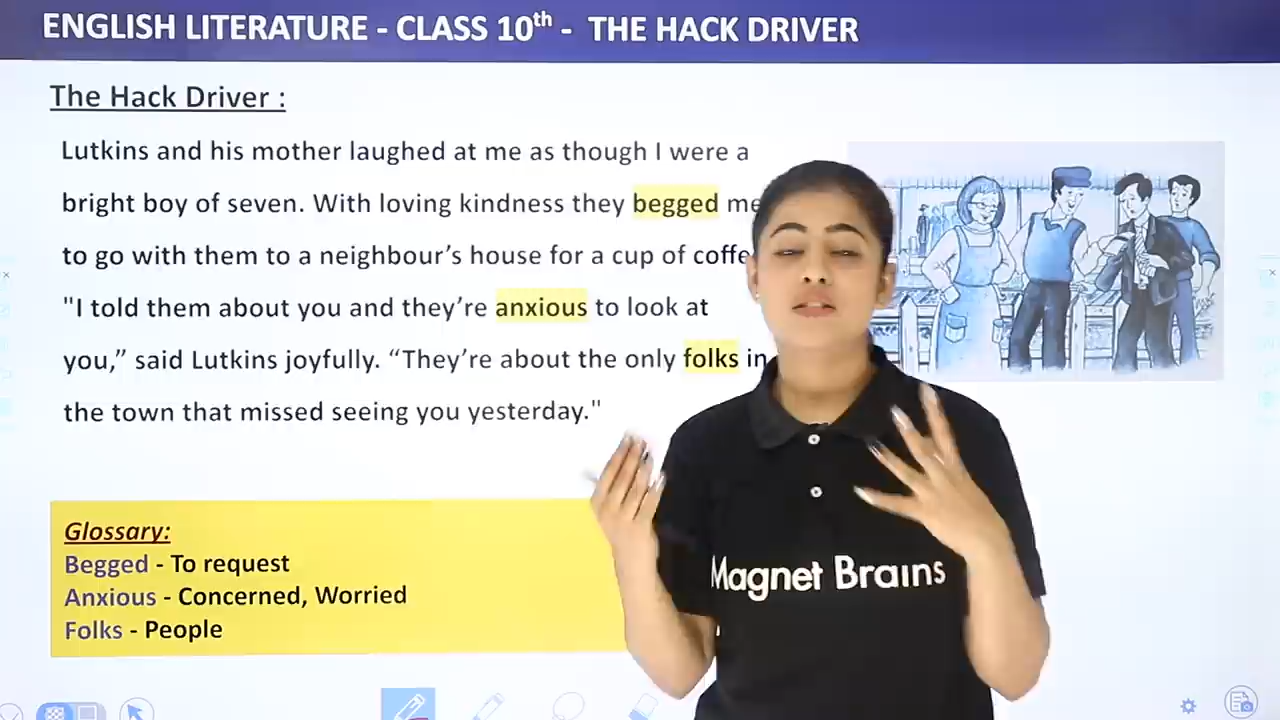 ENGLISH LITERATURE - CLASS 10th - THE HACK DRIVER
The Hack Driver :
Lutkins and his mother laughed at me as though I were a
bright boy of seven. With loving kindness they begged me
to go with them to a neighbour's house for a cup of coffe
"I told them about you and they're anxious to look at
you,” said Lutkins joyfully. “They're about the only folks in
the town that missed seeing you yesterday."
Glossary:
Begged - To request
Anxious - Concerned, Worried
Folks - People
Magnet Brains